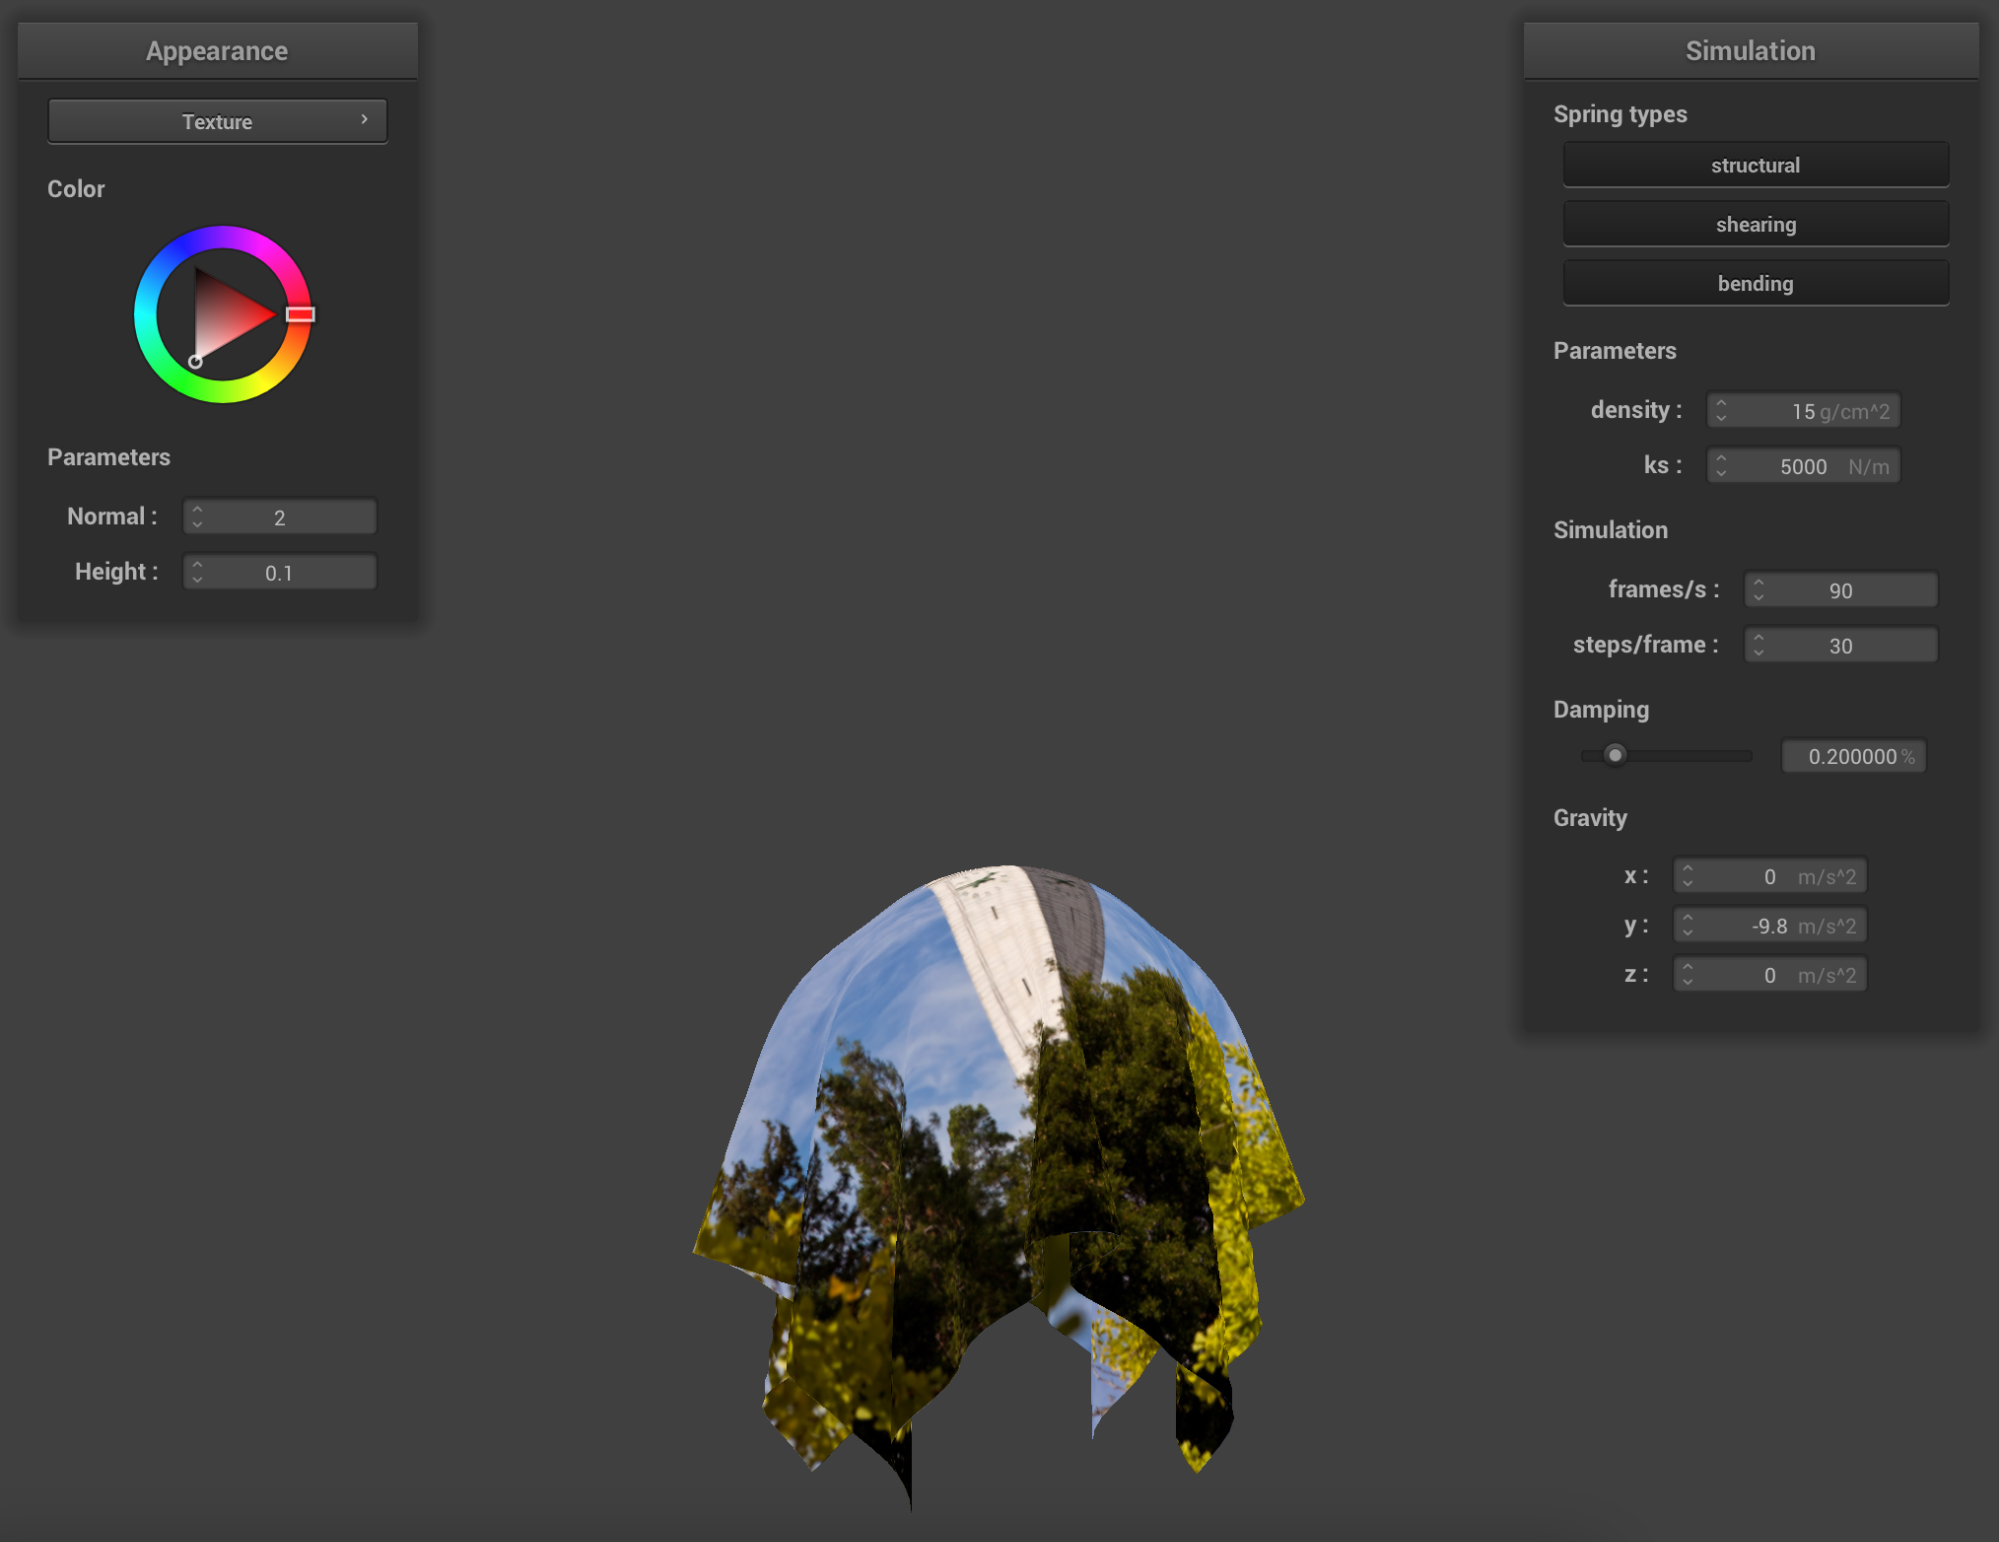 Appearance
Texture
Color
Parameters
Normal : 2
Height : 0.1
Simulation
Spring types
structural
shearing
bending
Parameters
density : 15 g/cm^2
ks : 5000 N/m
Simulation
frames/s : 90
steps/frame : 30
Damping
0.200000 %
Gravity
x : 0 m/s^2
y : -9.8 m/s^2
z : 0 m/s^2